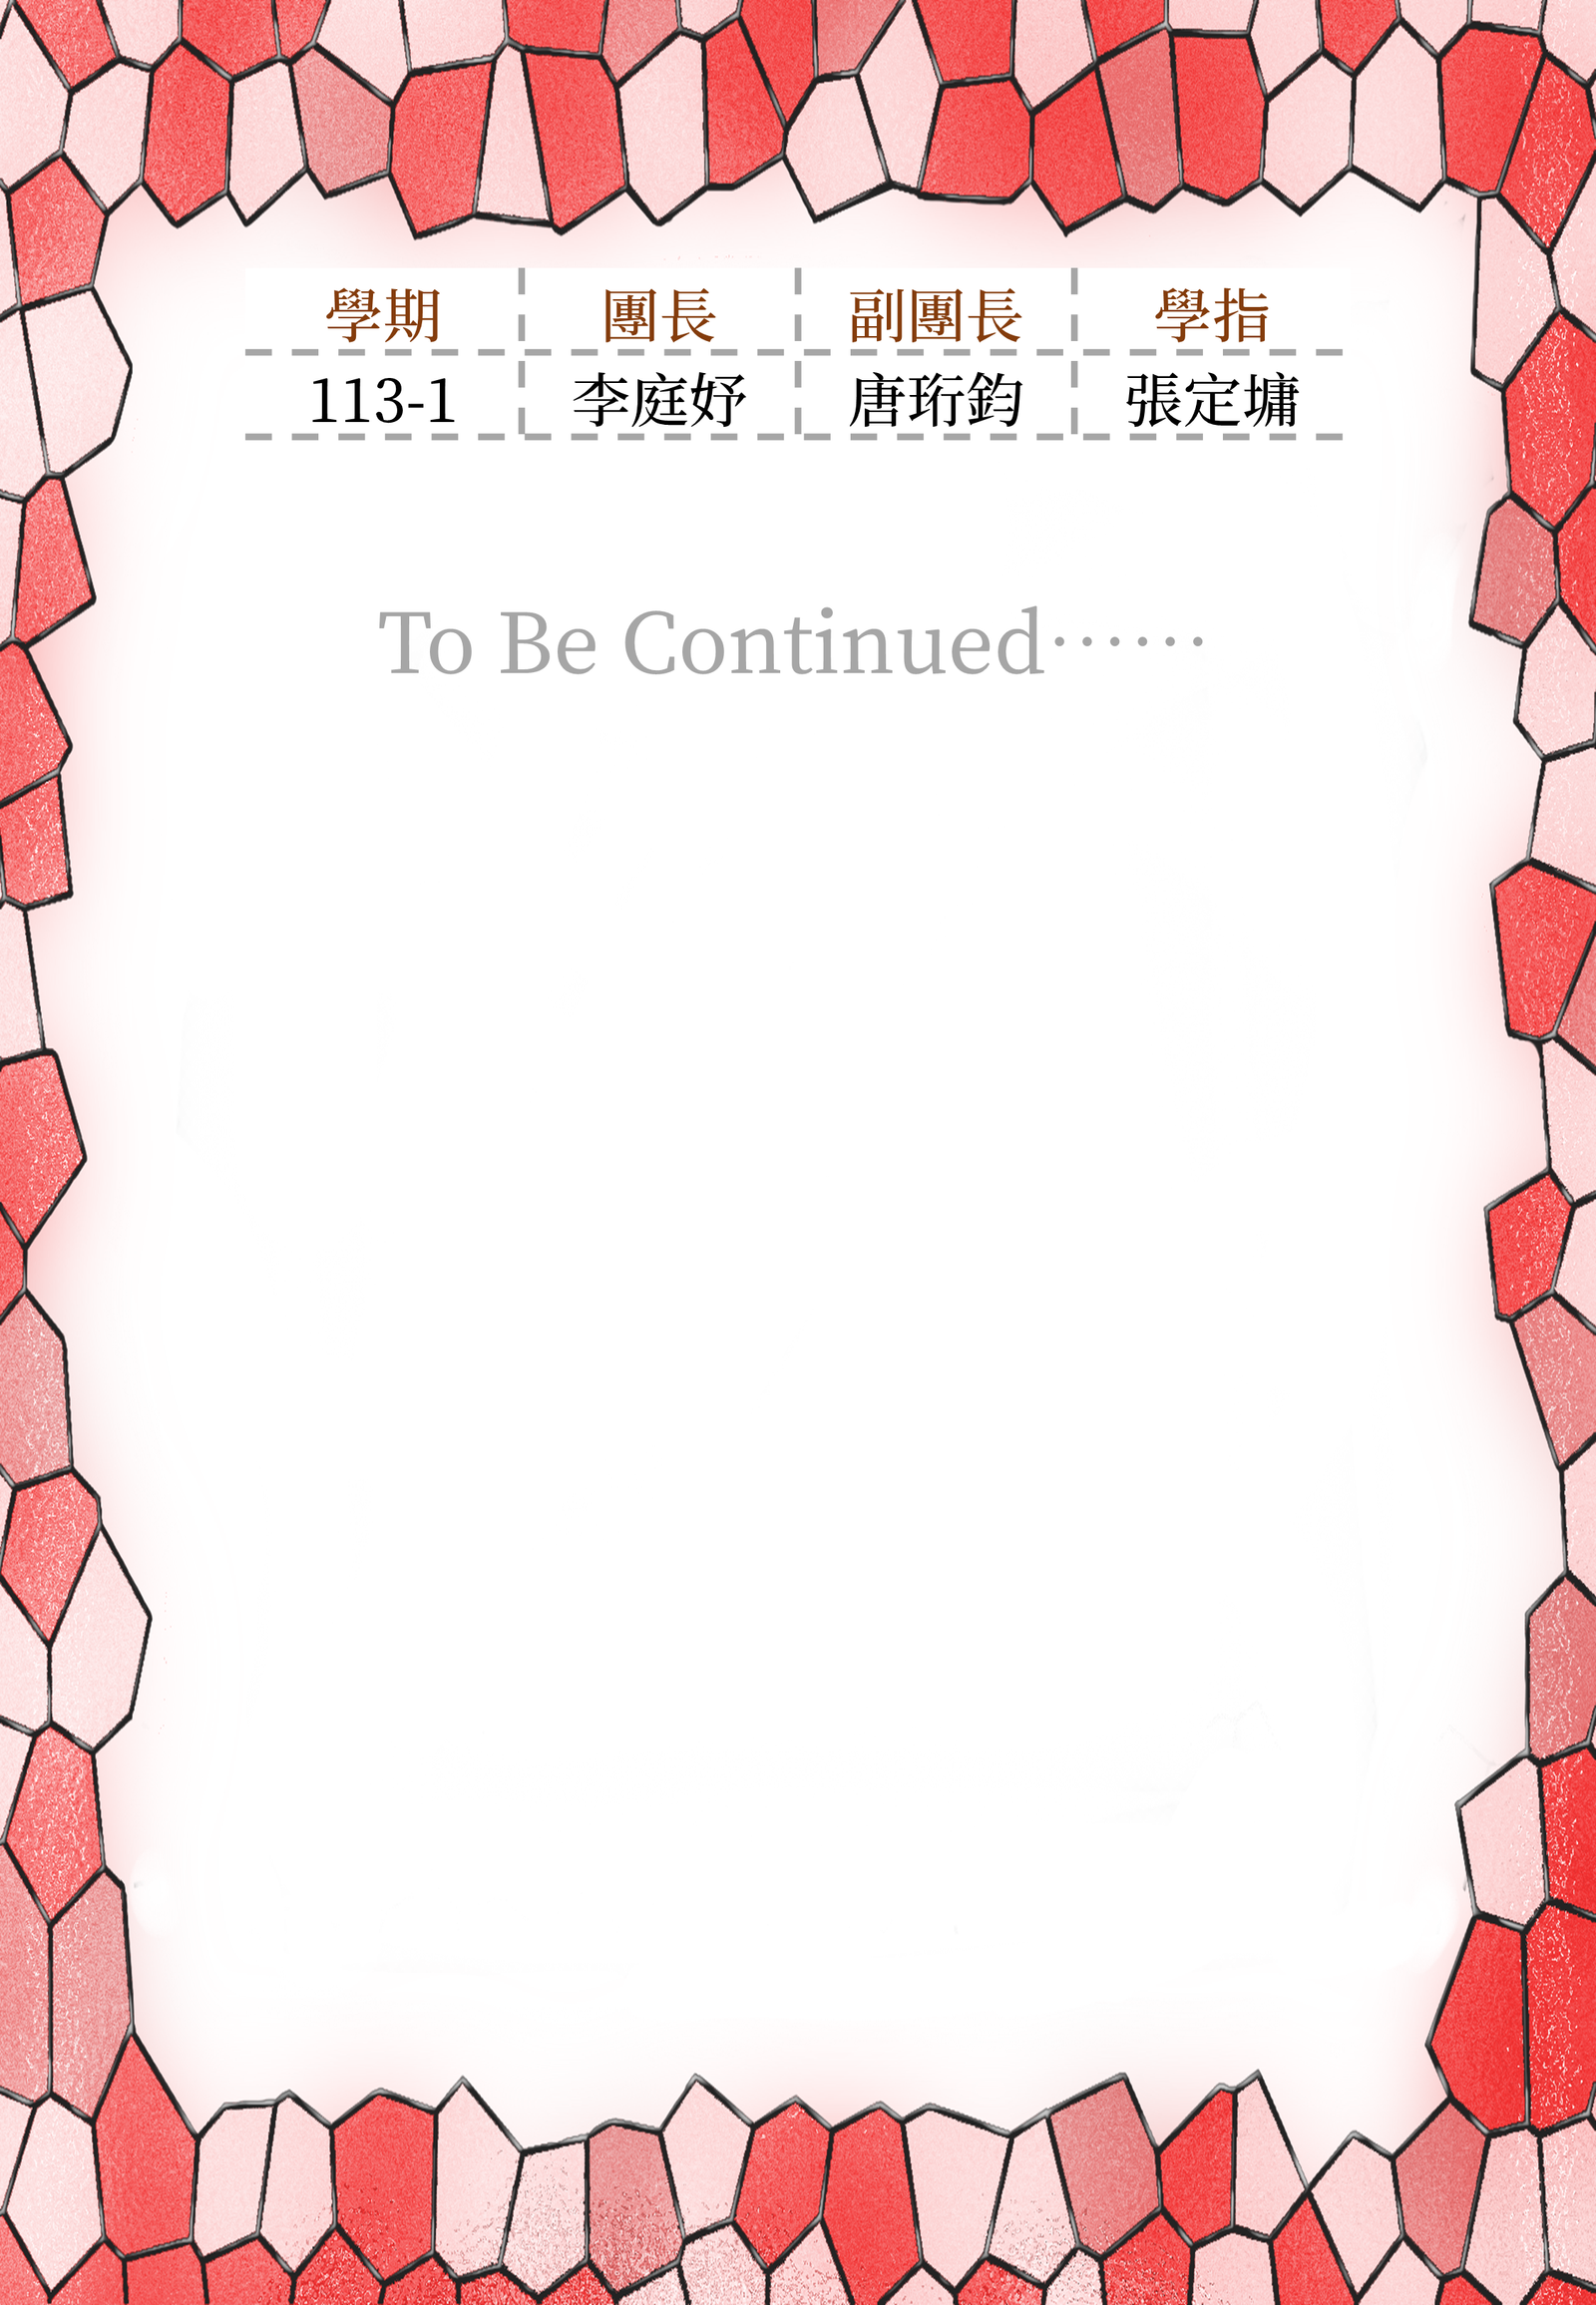 學期 團長 副團長 學指
113-1 李庭妤 唐珩鈞 張定墉
To Be Continued⋯⋯